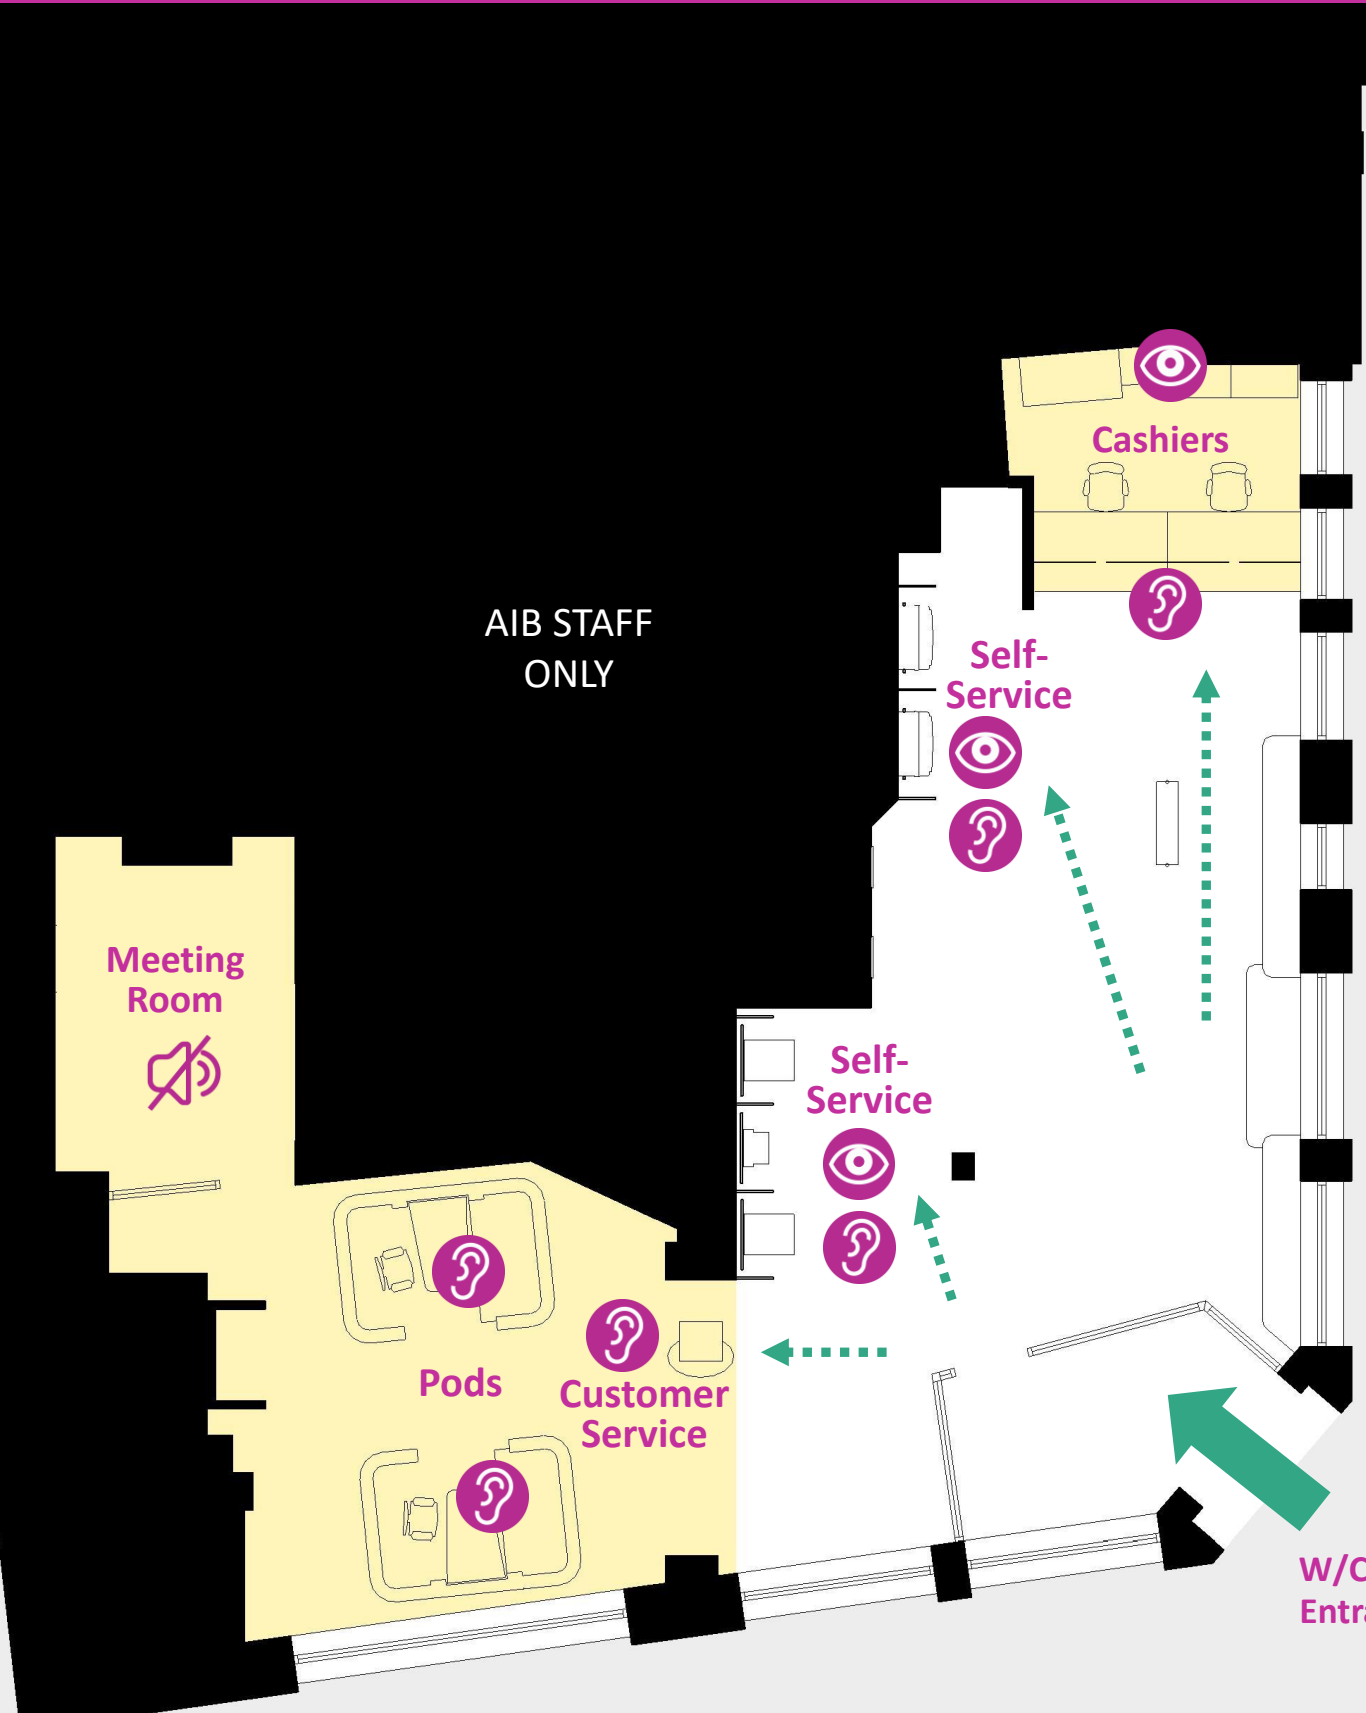 Cashiers
AIB STAFF
ONLY
Self-
Service
Meeting
Room
Self-
Service
Pods
Customer
Service
W/C